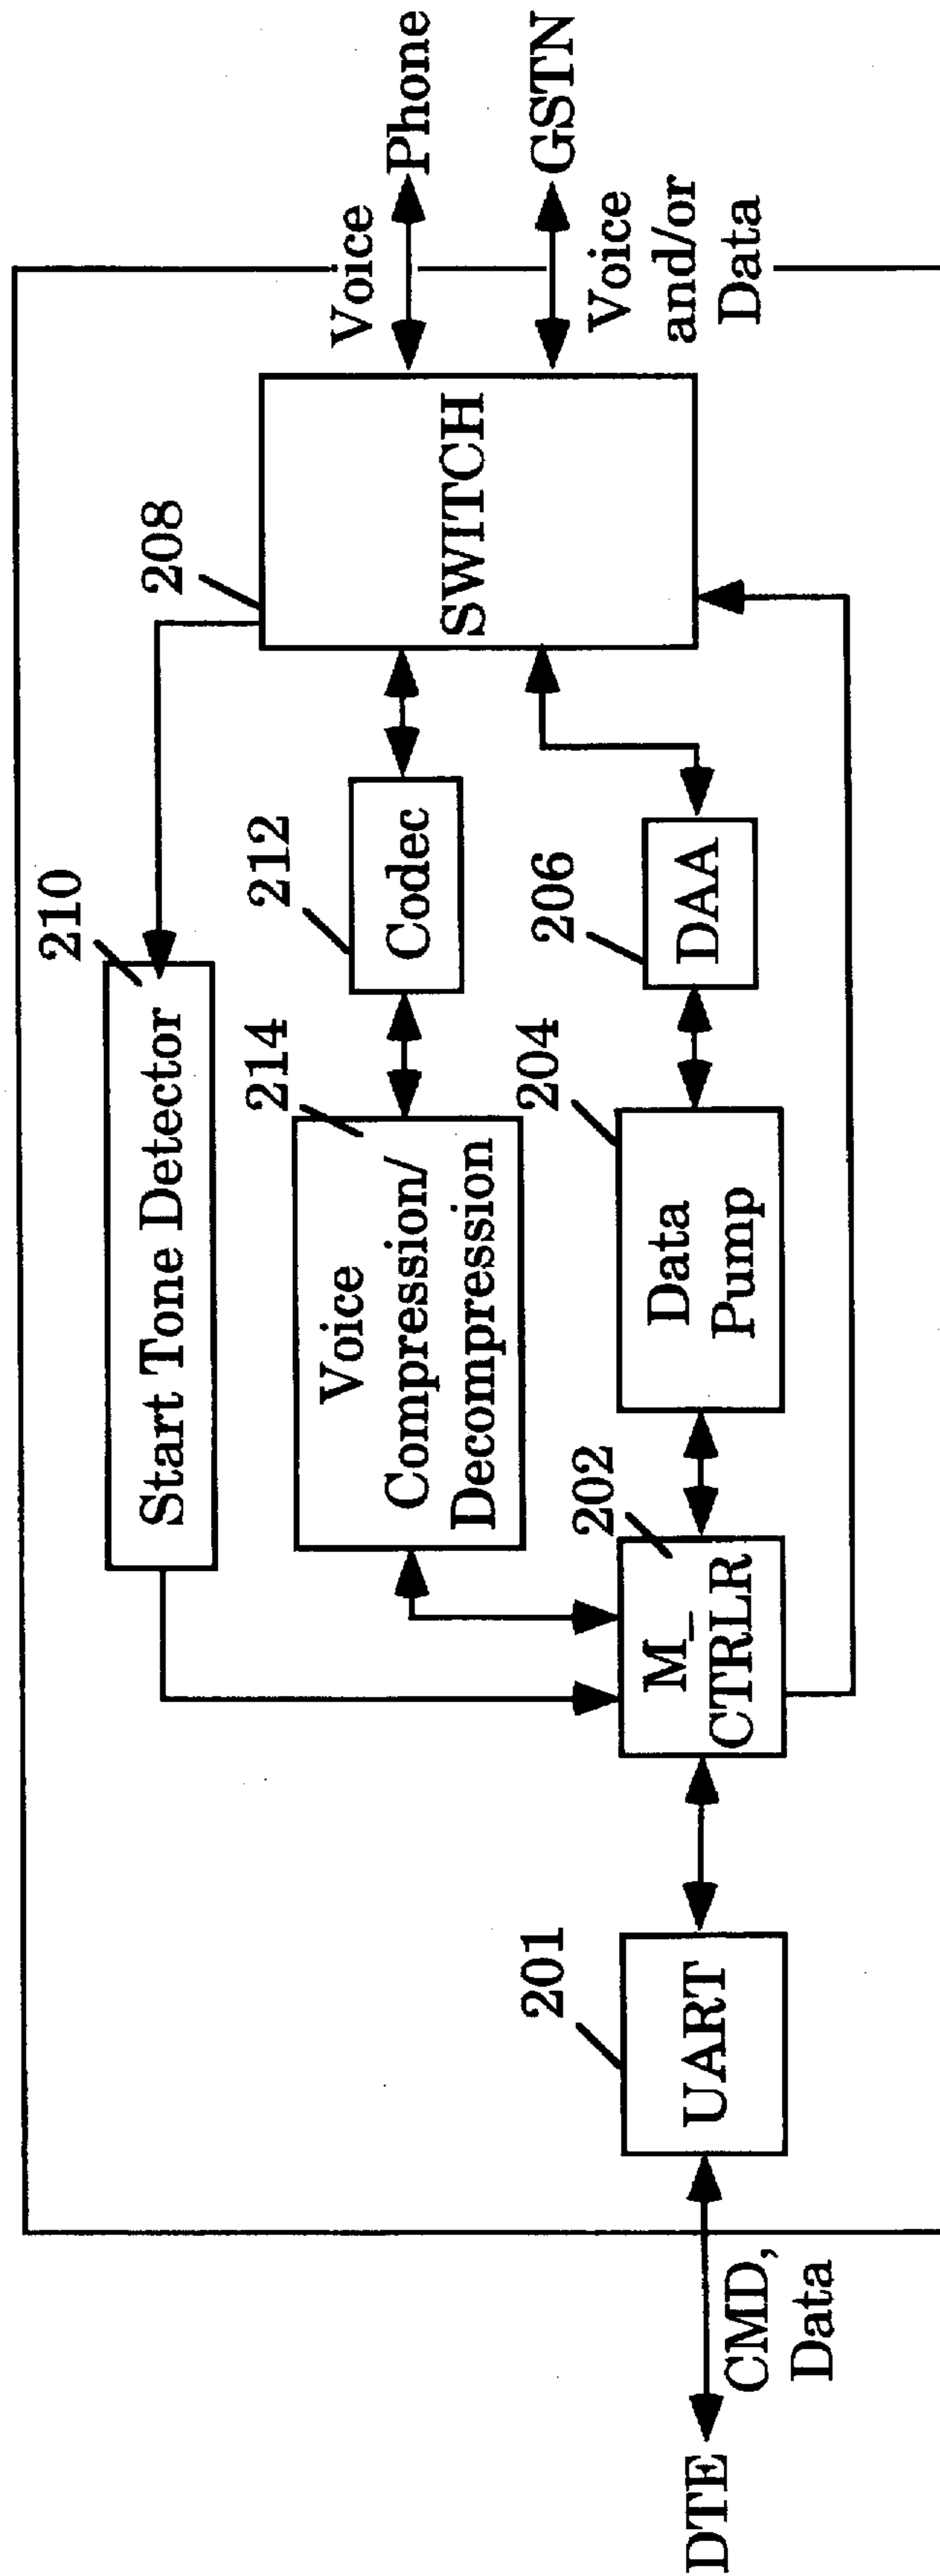 210
Start Tone Detector
208
Voice
Phone
214
Voice
Compression/
Decompression
212
Codec
SWITCH
GSTN
Voice
and/or
Data
201
UART
202
M_
CTRLR
204
Data
Pump
206
DAA
DTE
CMD,
Data